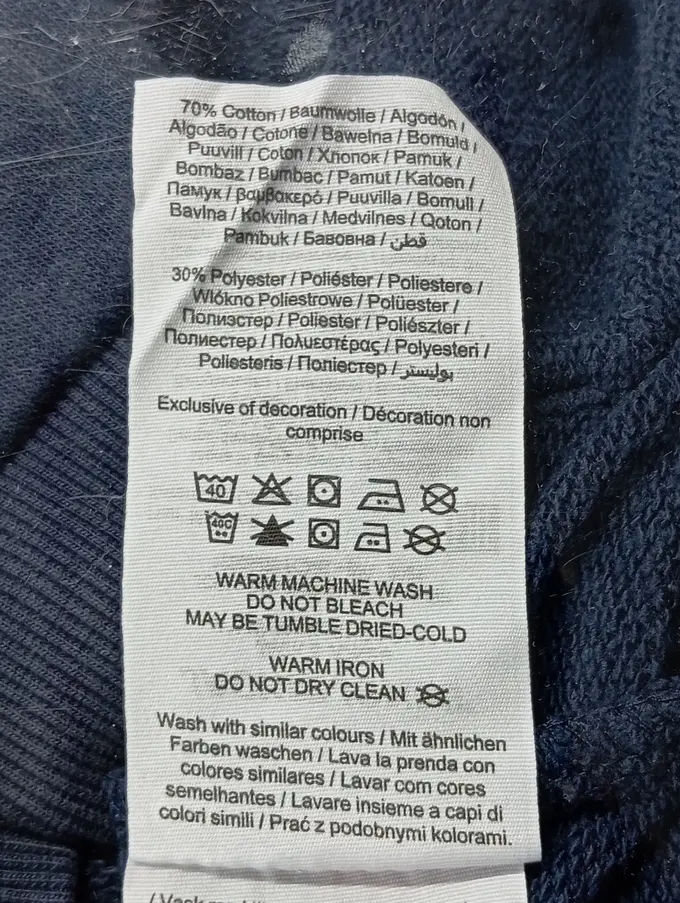 70% Cotton / Baumwolle / Algodón /
Algodão / Cotone / Bawełna / Bomuld /
Puuvill / Coton / Хлопок / Pamuk /
Bombaz / Bumbac / Pamut / Katoen /
Памук / βαμβακερό / Puuvilla / Bomull /
Bavlna / Kokvilna / Medvilnes / Qoton /
Pambuk / Бавовна / قطن
30% Polyester / Poliéster / Poliestere /
Włókno Poliestrowe / Polüester /
Полиэстер / Poliester / Poliészter /
Полиестер / Πολυεστέρας / Polyesteri /
Poliesteris / Поліестер / بوليستر
Exclusive of decoration / Décoration non
comprise
40
40C
WARM MACHINE WASH
DO NOT BLEACH
MAY BE TUMBLE DRIED-COLD
WARM IRON
DO NOT DRY CLEAN
Wash with similar colours / Mit ähnlichen
Farben waschen / Lava la prenda con
colores similares / Lavar com cores
semelhantes / Lavare insieme a capi di
colori simili / Prać z podobnymi kolorami.